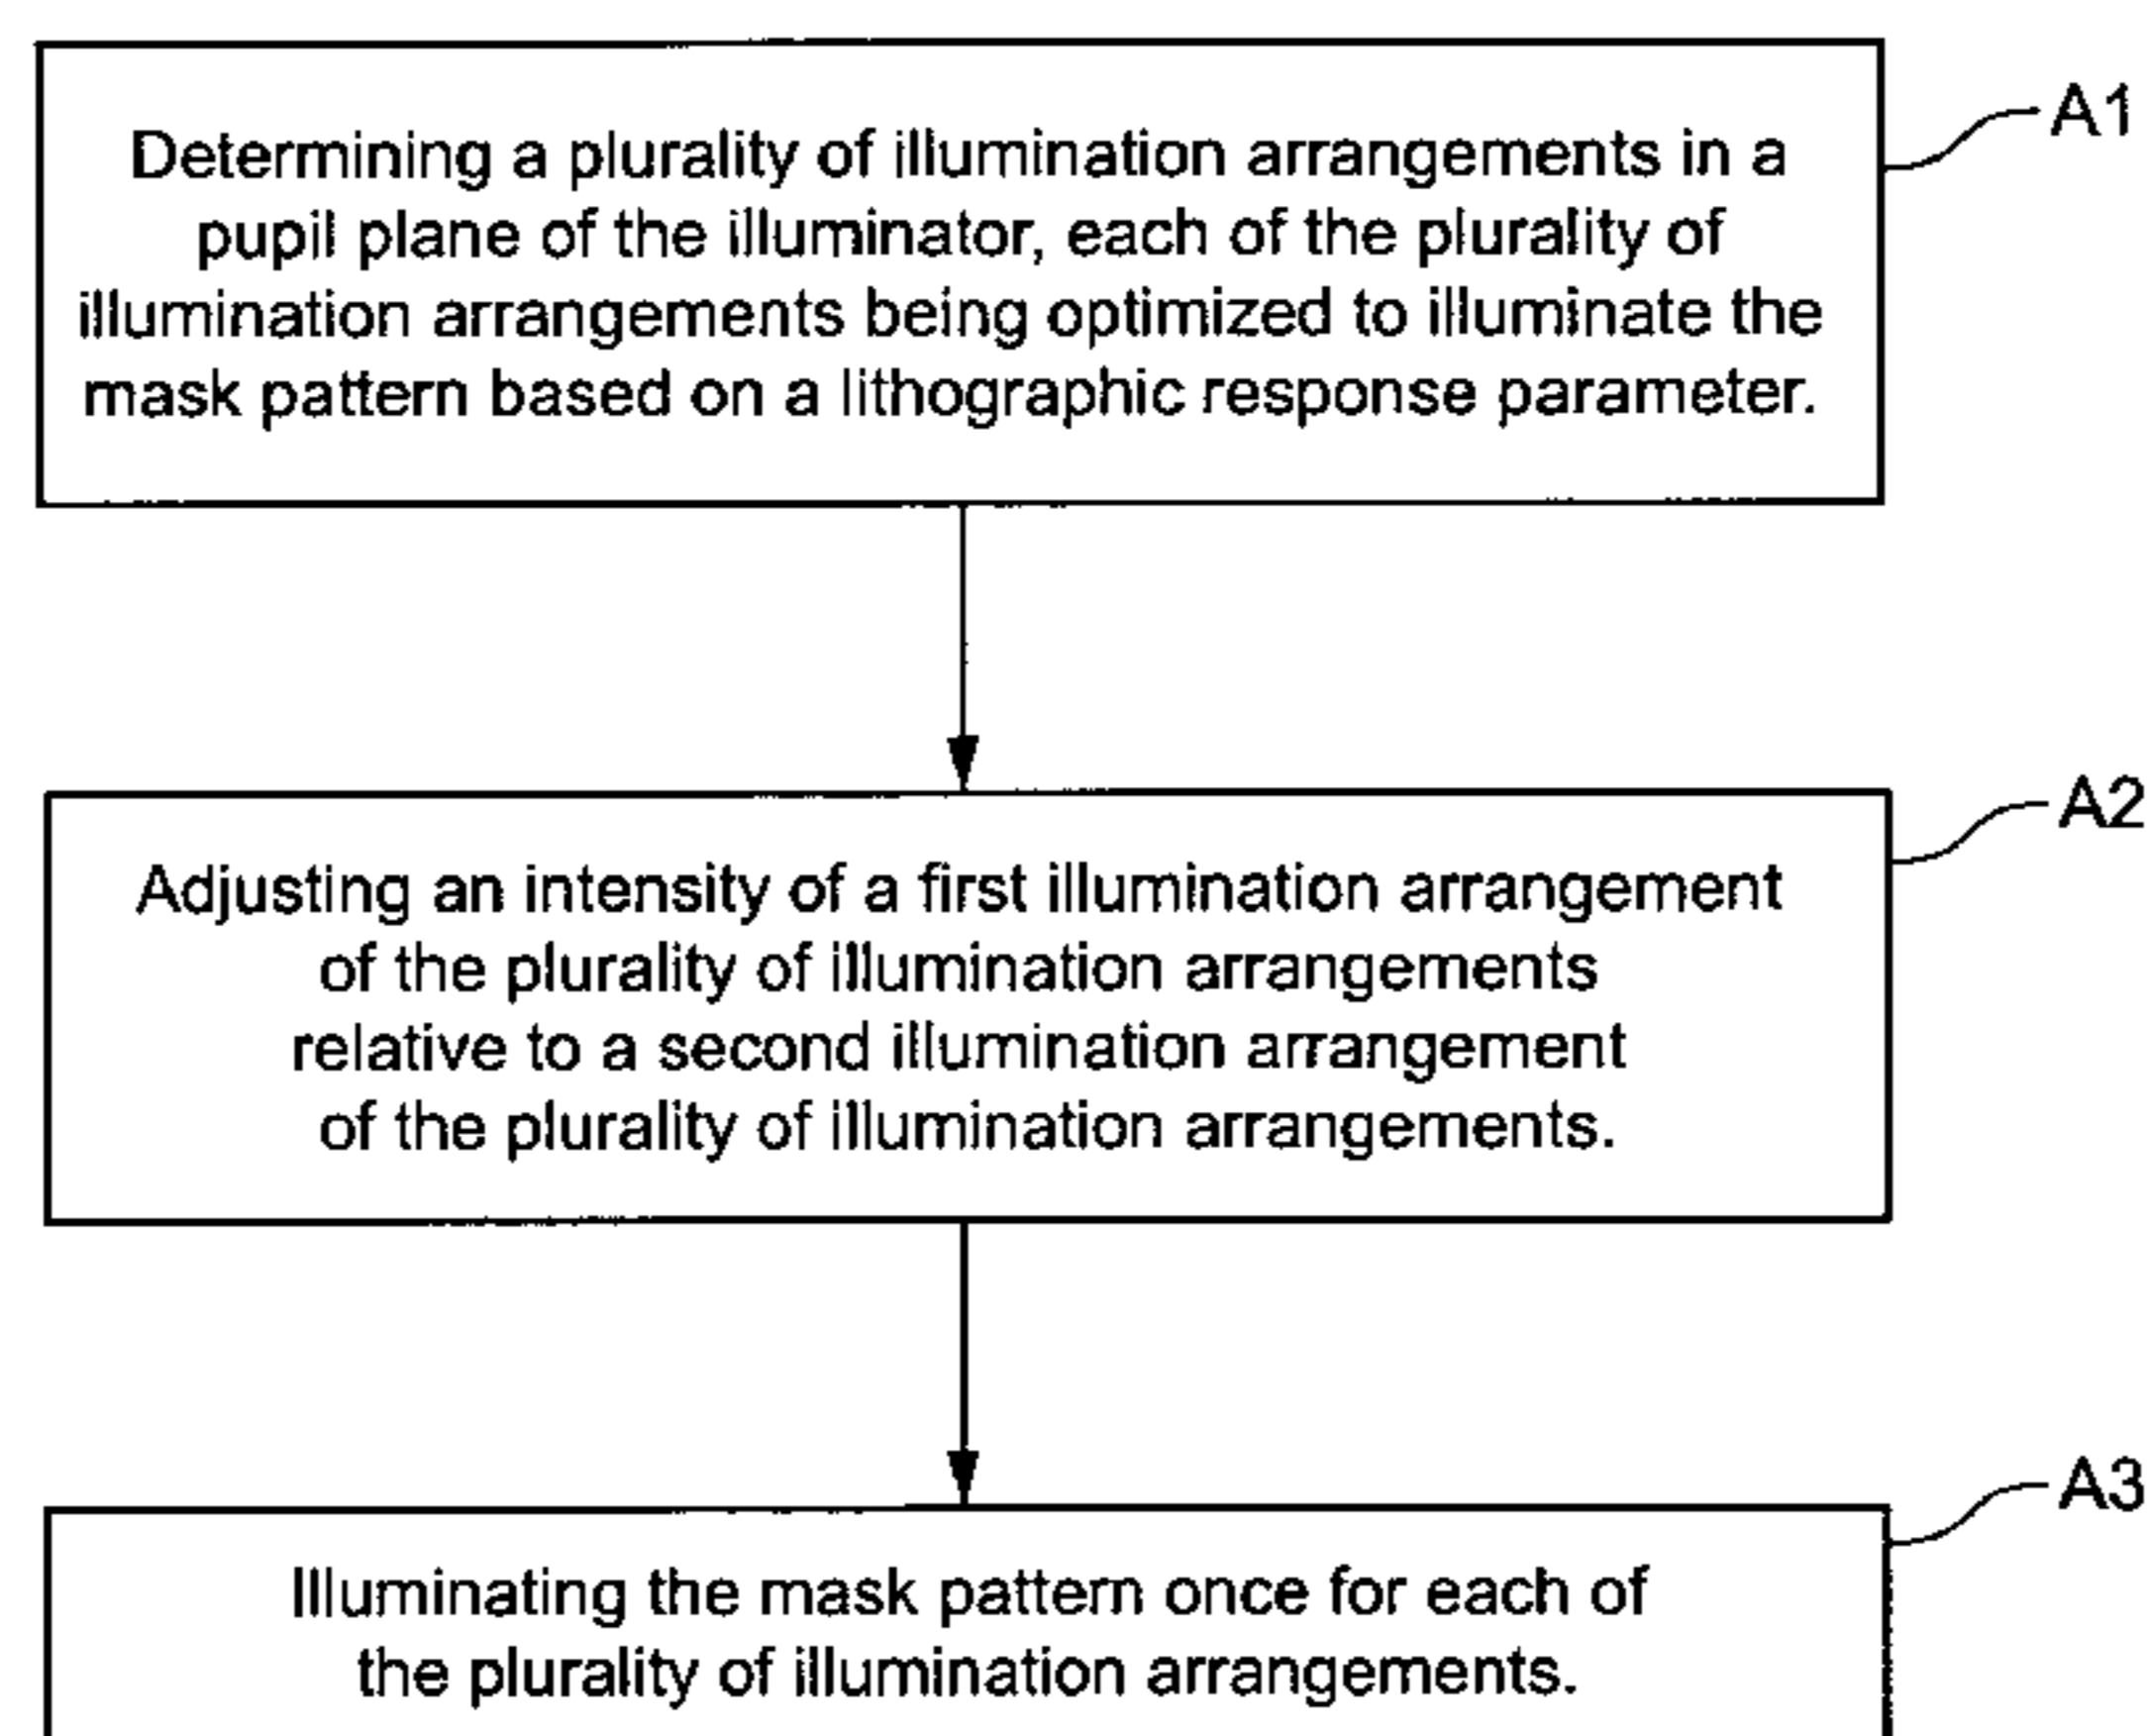 A1
Determining a plurality of illumination arrangements in a
pupil plane of the illuminator, each of the plurality of
illumination arrangements being optimized to illuminate the
mask pattern based on a lithographic response parameter.
A2
Adjusting an intensity of a first illumination arrangement
of the plurality of illumination arrangements
relative to a second illumination arrangement
of the plurality of illumination arrangements.
A3
Illuminating the mask pattern once for each of
the plurality of illumination arrangements.